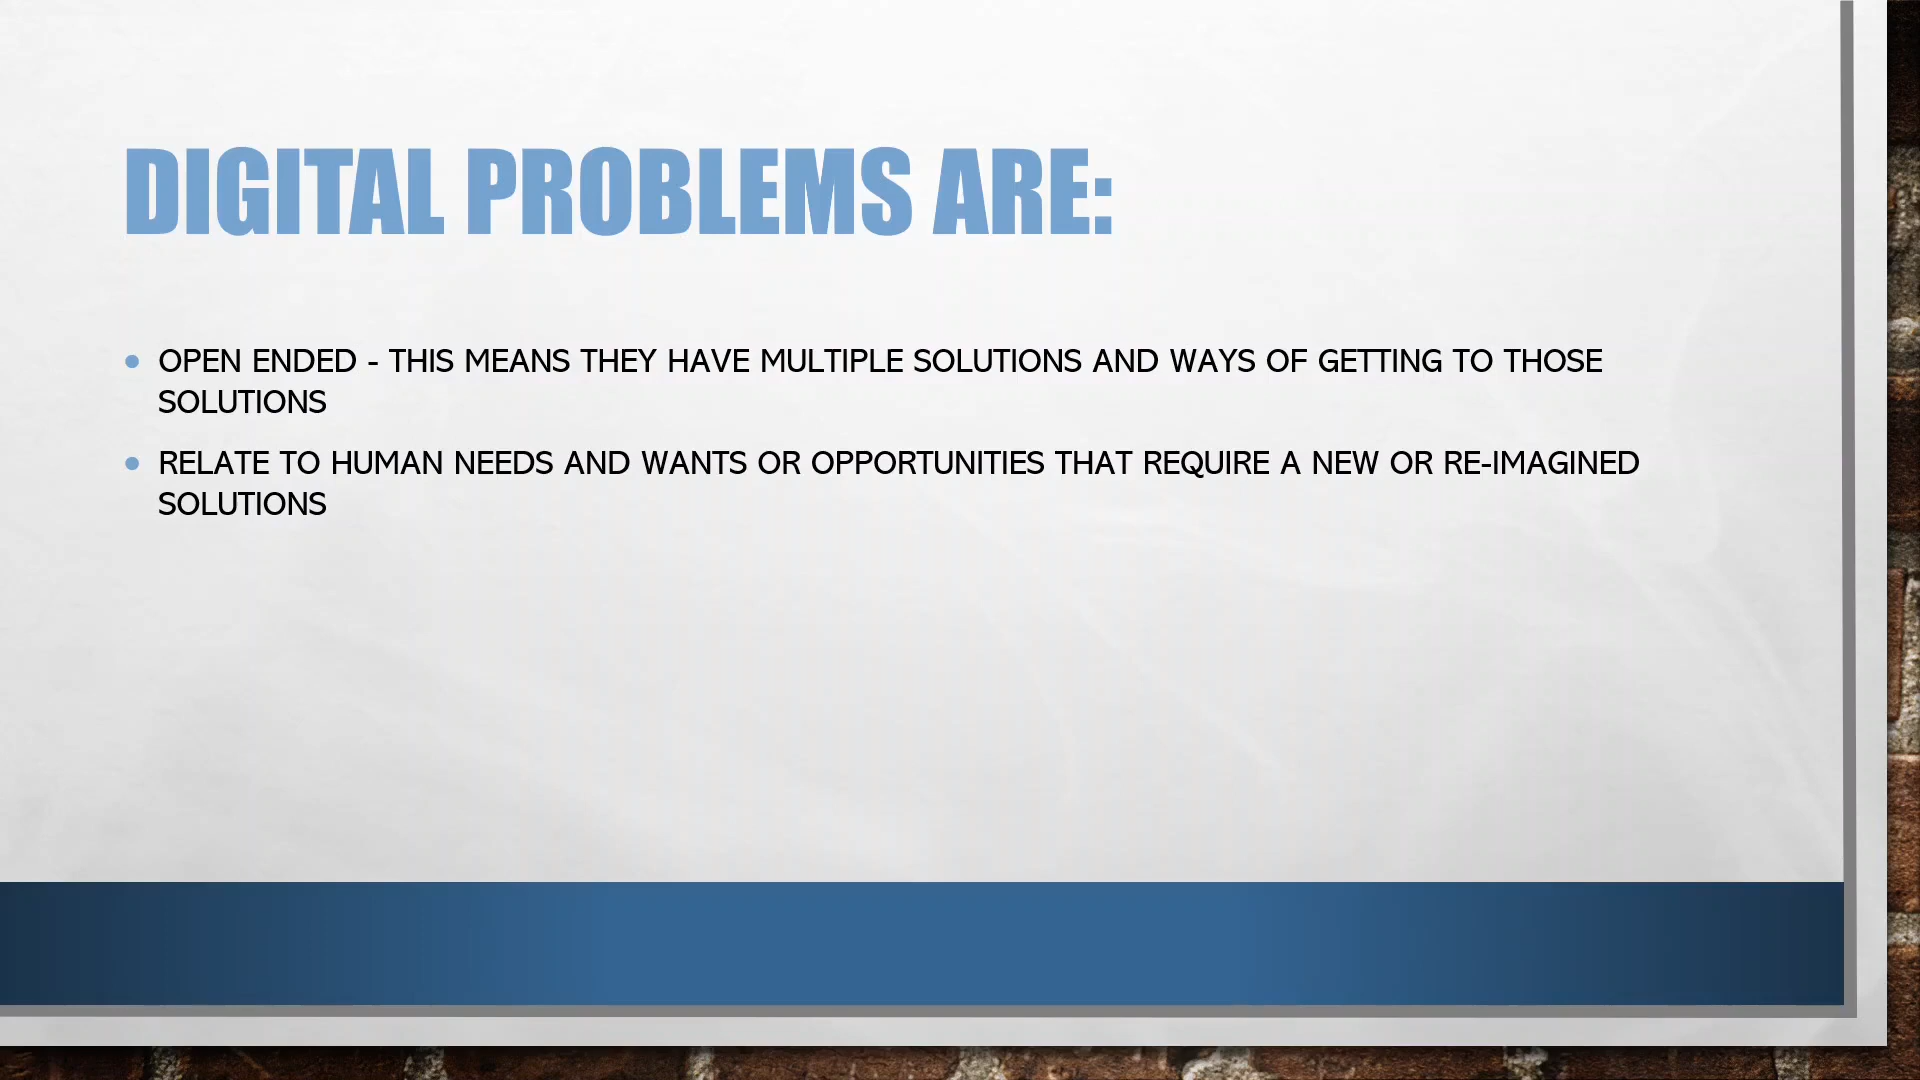 DIGITAL PROBLEMS ARE:
OPEN ENDED - THIS MEANS THEY HAVE MULTIPLE SOLUTIONS AND WAYS OF GETTING TO THOSE
SOLUTIONS
RELATE TO HUMAN NEEDS AND WANTS OR OPPORTUNITIES THAT REQUIRE A NEW OR RE-IMAGINED
SOLUTIONS